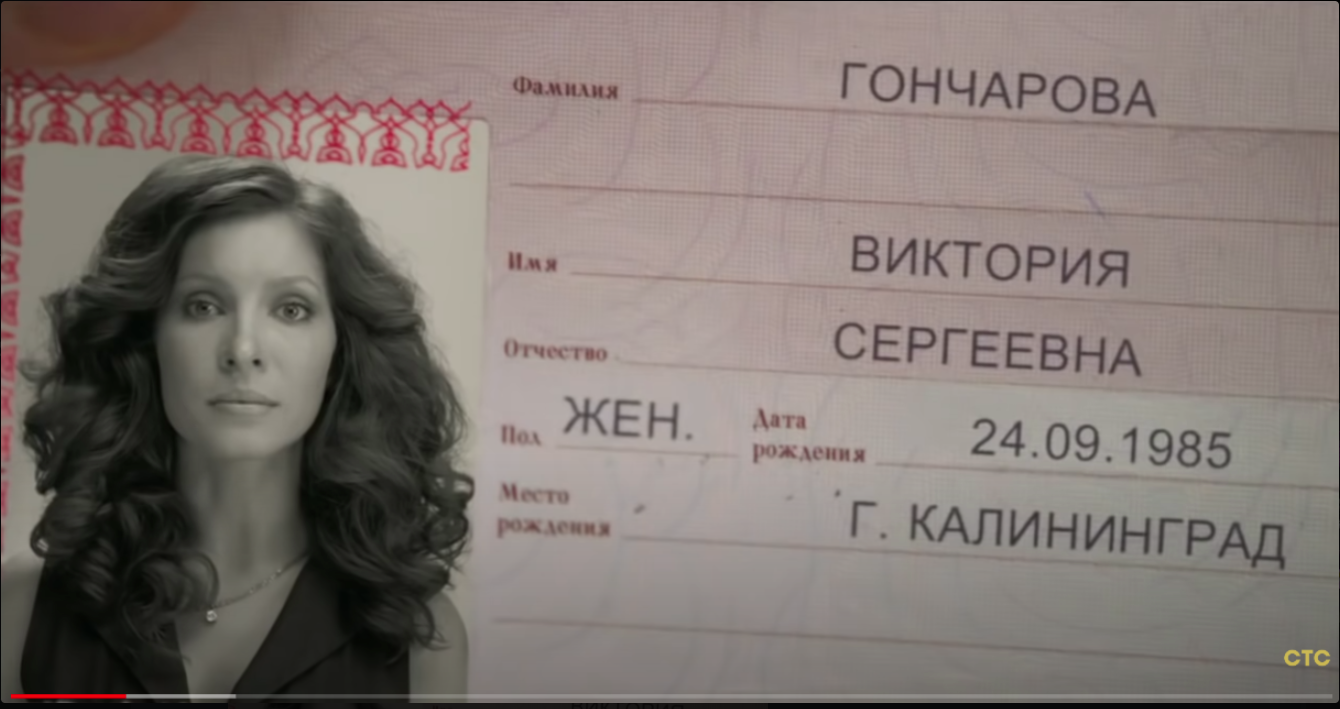 Фамилия ГОНЧАРОВА
Имя ВИКТОРИЯ
Отчество СЕРГЕЕВНА
Пол ЖЕН. Дата рождения 24.09.1985
Место рождения Г. КАЛИНИНГРАД
СТС